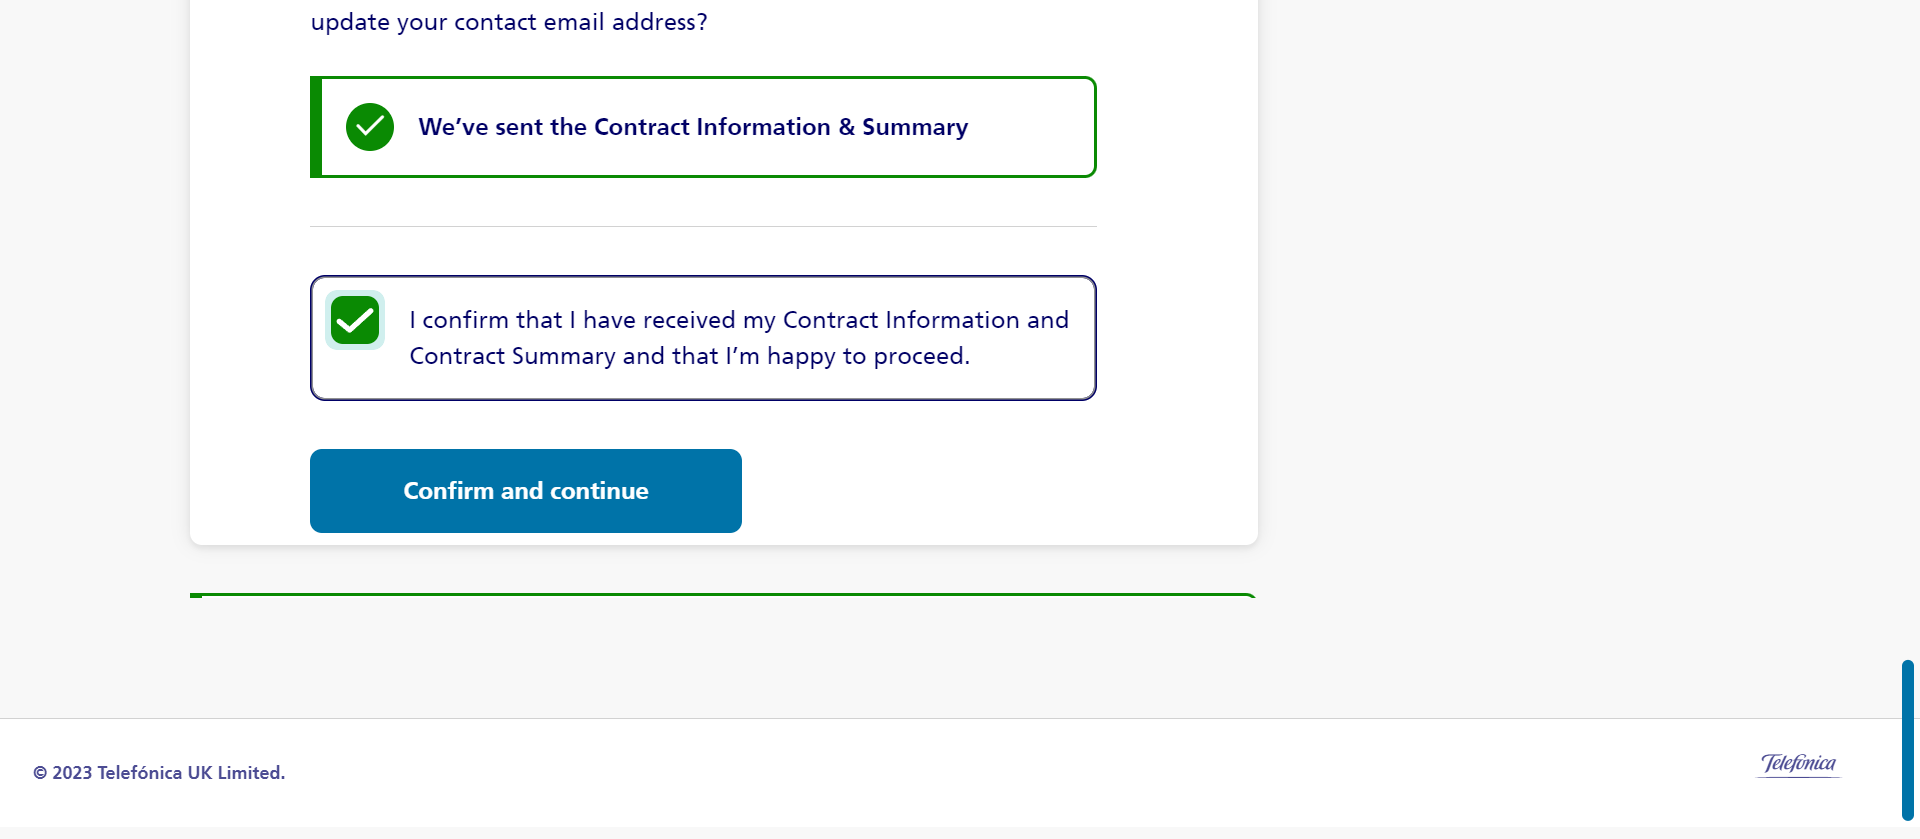 update your contact email address?
We’ve sent the Contract Information & Summary
I confirm that I have received my Contract Information and
Contract Summary and that I’m happy to proceed.
Confirm and continue
© 2023 Telefónica UK Limited.
Telefónica